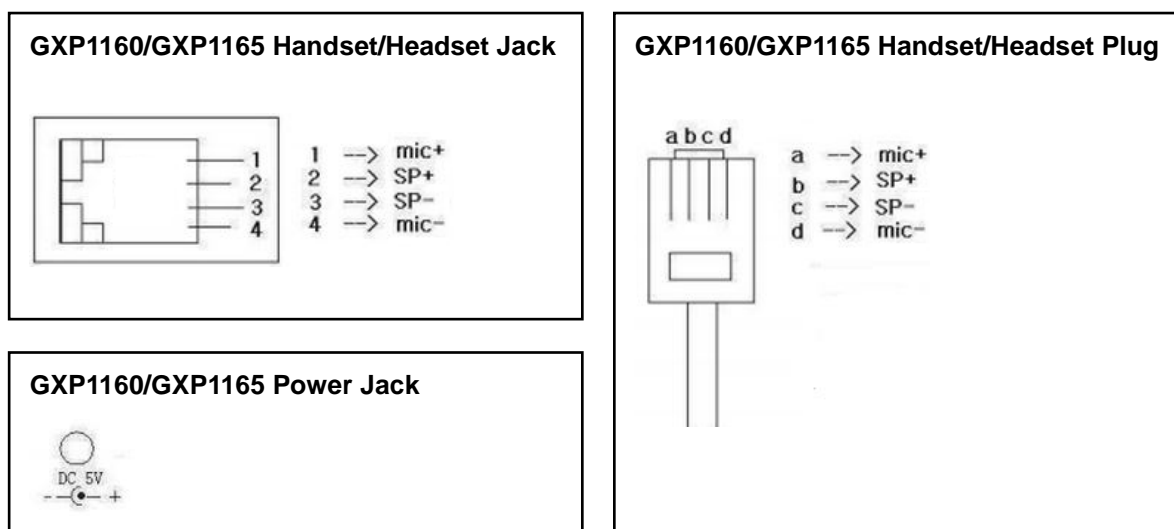 GXP1160/GXP1165 Handset/Headset Jack
1
2
3
4
1 --> mic+
2 --> SP+
3 --> SP-
4 --> mic-
GXP1160/GXP1165 Power Jack
DC 5V
- +
GXP1160/GXP1165 Handset/Headset Plug
a b c d
a --> mic+
b --> SP+
c --> SP-
d --> mic-